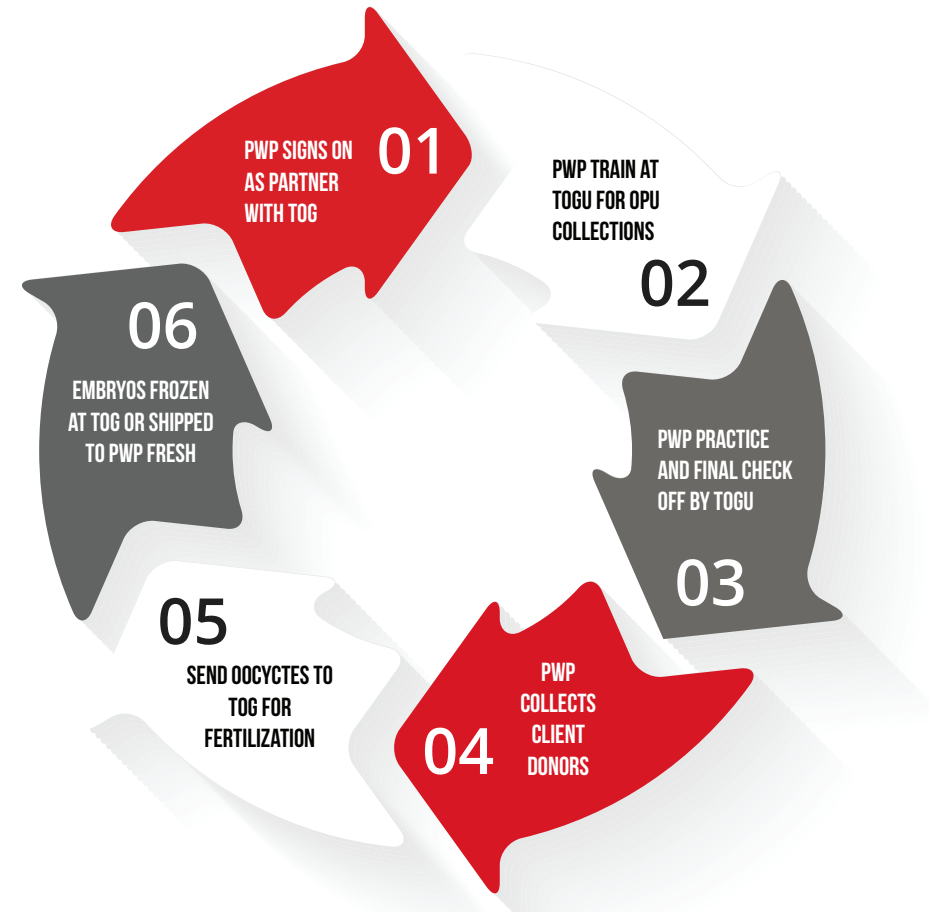 01
PWP SIGNS ON
AS PARTNER
WITH TOG
PWP TRAIN AT
TOGU FOR OPU
COLLECTIONS
02
PWP PRACTICE
AND FINAL CHECK
OFF BY TOGU
03
04
PWP
COLLECTS
CLIENT
DONORS
05
SEND OOCYCTES TO
TOG FOR
FERTILIZATION
06
EMBRYOS FROZEN
AT TOG OR SHIPPED
TO PWP FRESH